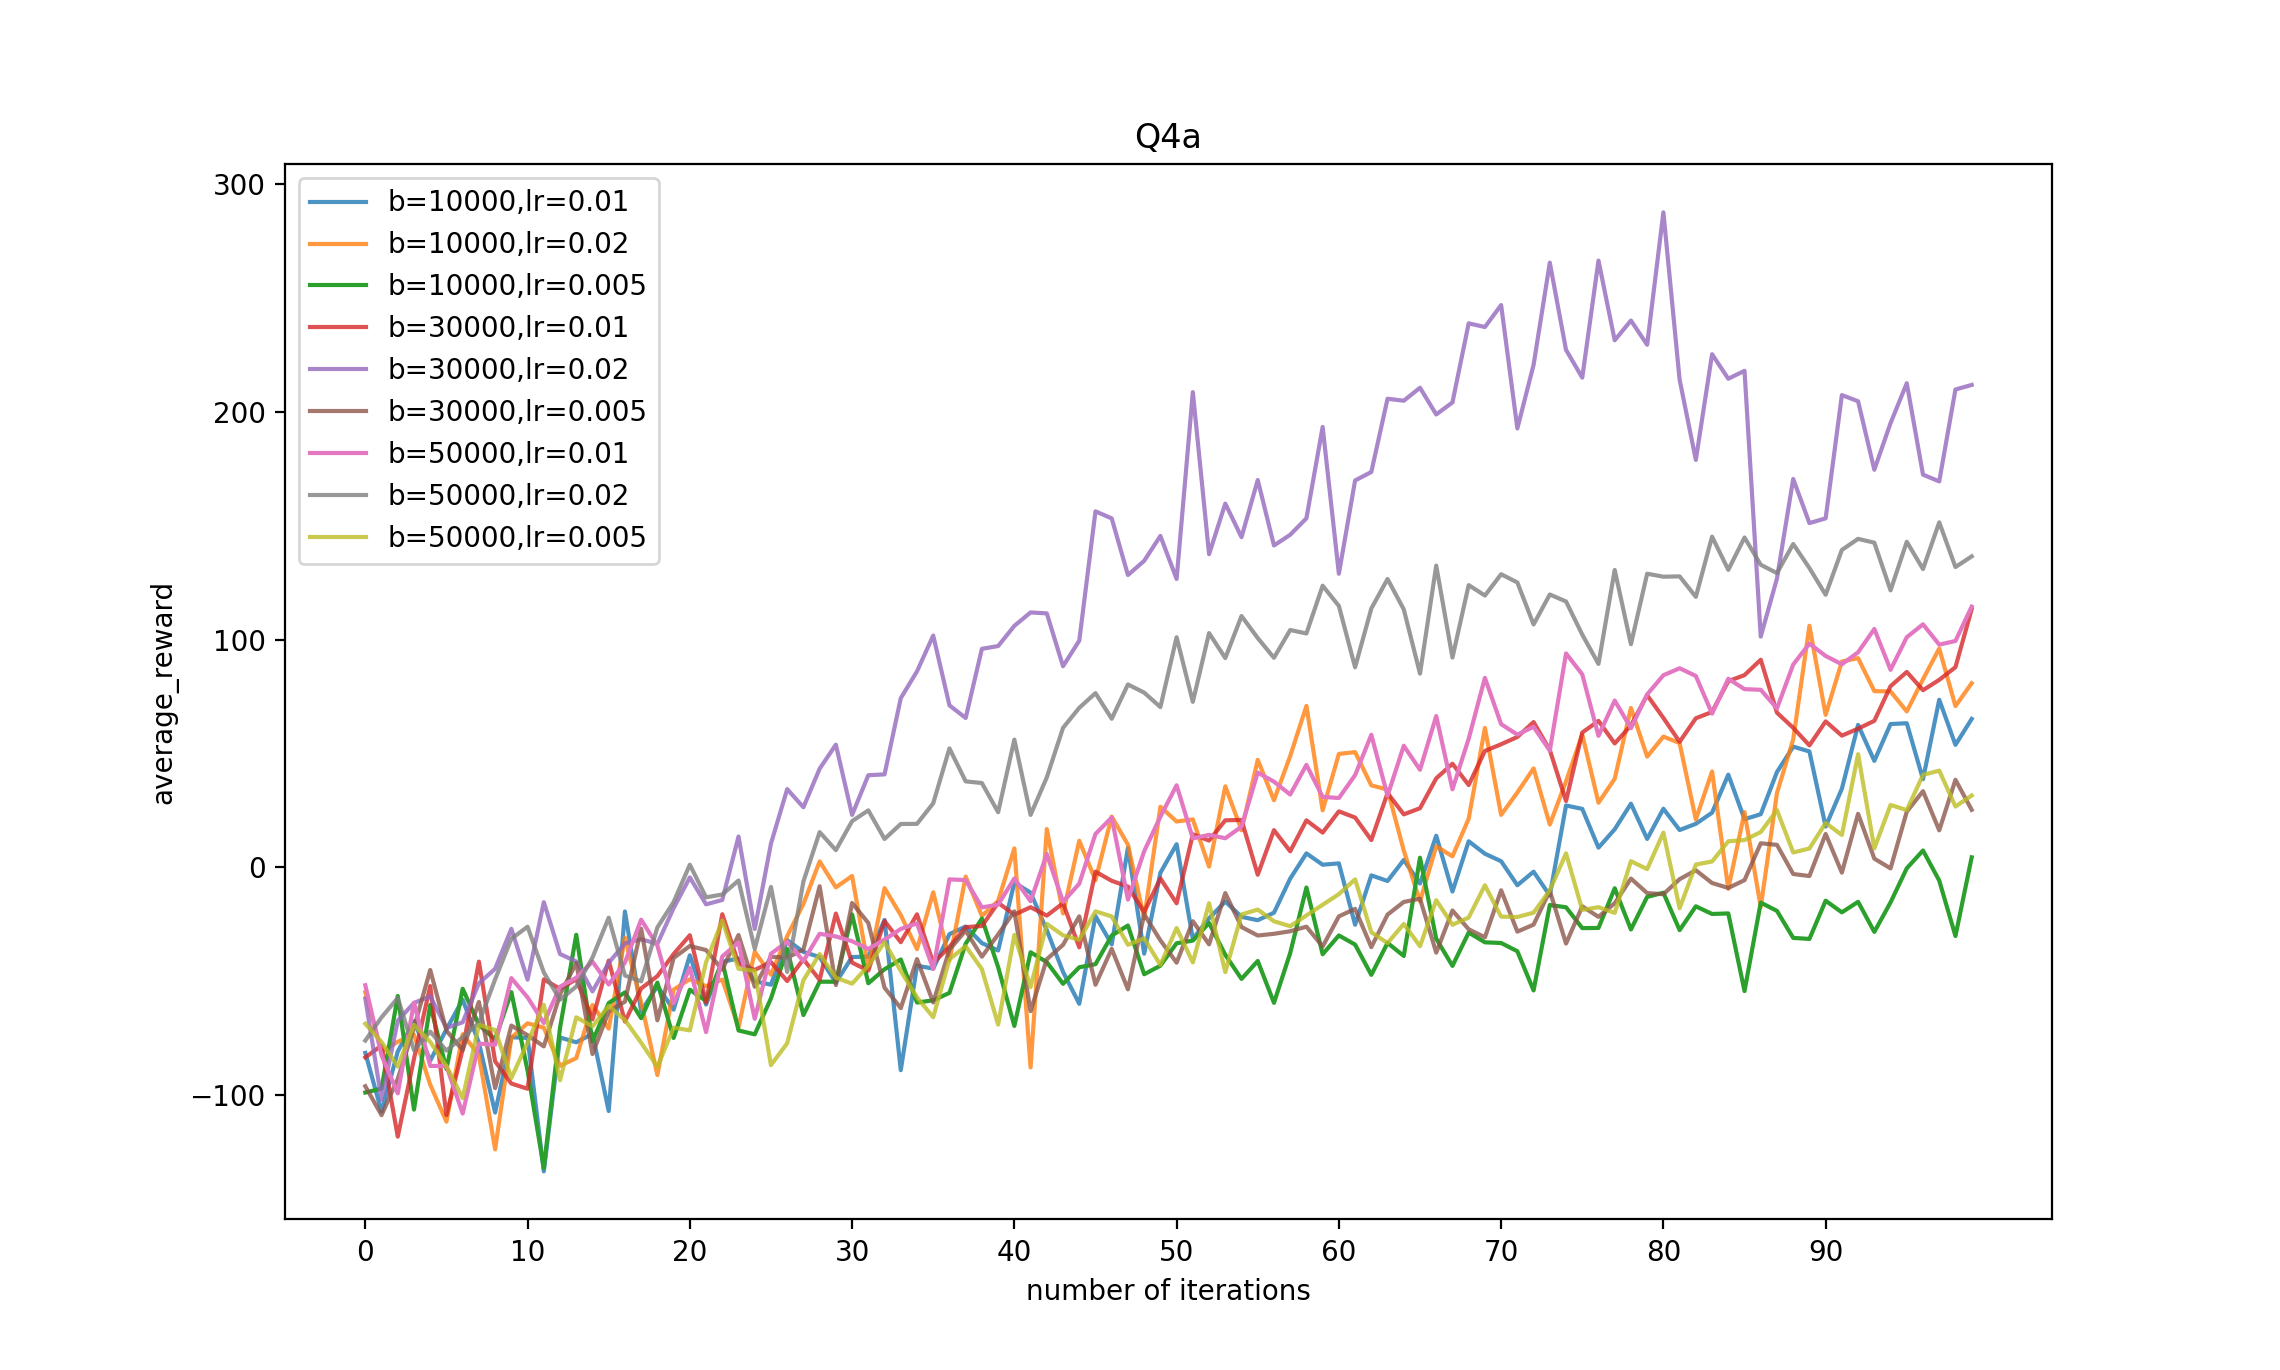 Q4a
300
200
100
0
−100
average_reward
b=10000,lr=0.01
b=10000,lr=0.02
b=10000,lr=0.005
b=30000,lr=0.01
b=30000,lr=0.02
b=30000,lr=0.005
b=50000,lr=0.01
b=50000,lr=0.02
b=50000,lr=0.005
0 10 20 30 40 50 60 70 80 90
number of iterations